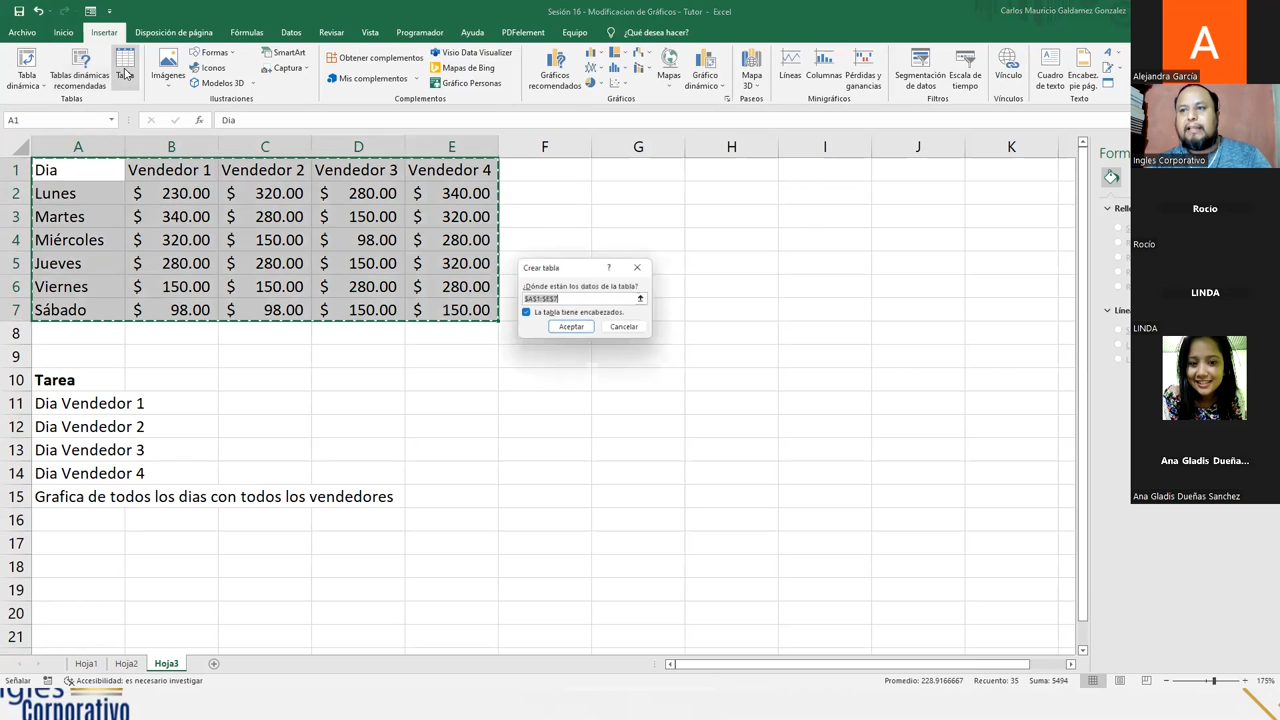 Sesión 16 - Modificacion de Gráficos - Tutor - Excel
Carlos Mauricio Galdamez Gonzalez
Archivo Inicio Insertar Disposición de página Fórmulas Datos Revisar Vista Programador Ayuda PDFelement Equipo ¿Qué desea hacer?
Tabla dinámica
Tablas dinámicas recomendadas
Tablas
Imágenes
Formas
Iconos
Modelos 3D
SmartArt
Captura
Ilustraciones
Obtener complementos
Mis complementos
Visio Data Visualizer
Mapas de Bing
Gráfico Personas
Complementos
Gráficos recomendados
Mapas
Gráfico dinámico
Gráficos
Mapa 3D
Paseos
Líneas
Columnas
Pérdidas y ganancias
Minigráficos
Segmentación de datos
Escala de tiempo
Filtros
Vínculo
Vínculos
Cuadro de texto
Encabez. pie pág.
Texto
A1 fx Dia
A B C D E F G H I J K
1 Dia Vendedor 1 Vendedor 2 Vendedor 3 Vendedor 4
2 Lunes $ 230.00 $ 320.00 $ 280.00 $ 340.00
3 Martes $ 340.00 $ 280.00 $ 150.00 $ 320.00
4 Miércoles $ 320.00 $ 150.00 $ 98.00 $ 280.00
5 Jueves $ 280.00 $ 280.00 $ 150.00 $ 320.00
6 Viernes $ 150.00 $ 150.00 $ 280.00 $ 280.00
7 Sábado $ 98.00 $ 98.00 $ 150.00 $ 150.00
8
9
10 Tarea
11 Dia Vendedor 1
12 Dia Vendedor 2
13 Dia Vendedor 3
14 Dia Vendedor 4
15 Grafica de todos los dias con todos los vendedores
16
17
18
19
20
21
Crear tabla ?
¿Dónde están los datos de la tabla?
$A$1:$E$7
La tabla tiene encabezados.
Aceptar Cancelar
Form
Relle
Líne
A
Alejandra García
Ingles Corporativo
Rocío
Rocío
LINDA
LINDA
Ana Gladis Dueña...
Ana Gladis Dueñas Sanchez
Hoja1 Hoja2 Hoja3
Señalar Accesibilidad: es necesario investigar Promedio: 228.9166667 Recuento: 35 Suma: 5494 175%
Ingles
Corporativo